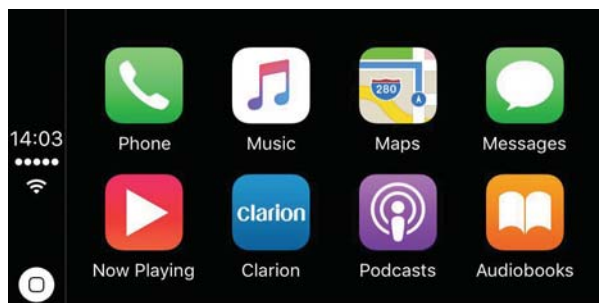 14:03
280
Phone
Music
Maps
Messages
clarion
Now Playing
Clarion
Podcasts
Audiobooks